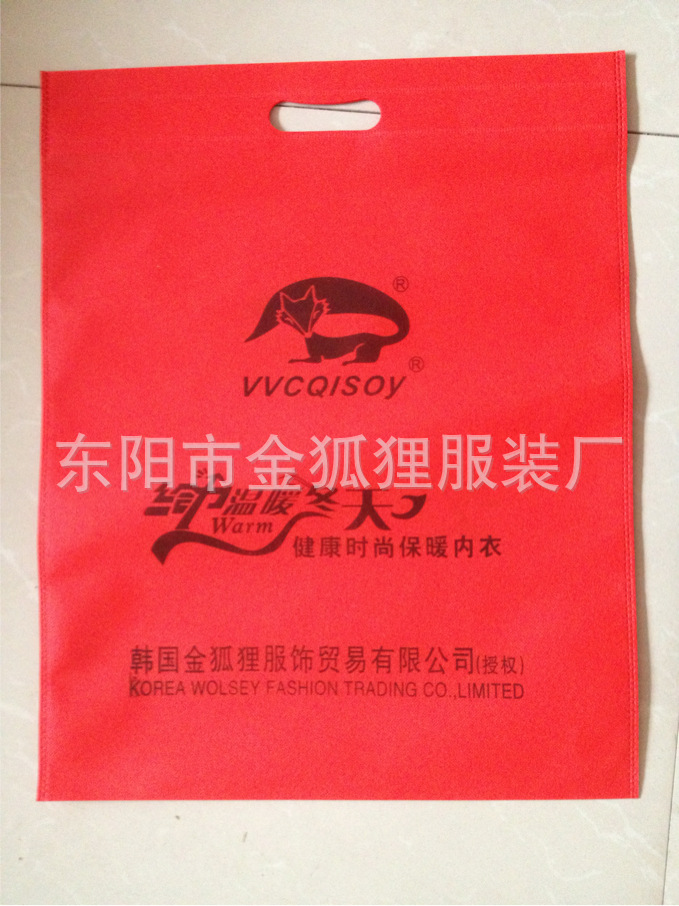 ®
®
VVCQISOY
东阳市金狐狸服装厂
给力温暖冬天
Warm
健康时尚保暖内衣
韩国金狐狸服饰贸易有限公司(授权)
KOREA WOLSEY FASHION TRADING CO.,LIMITED